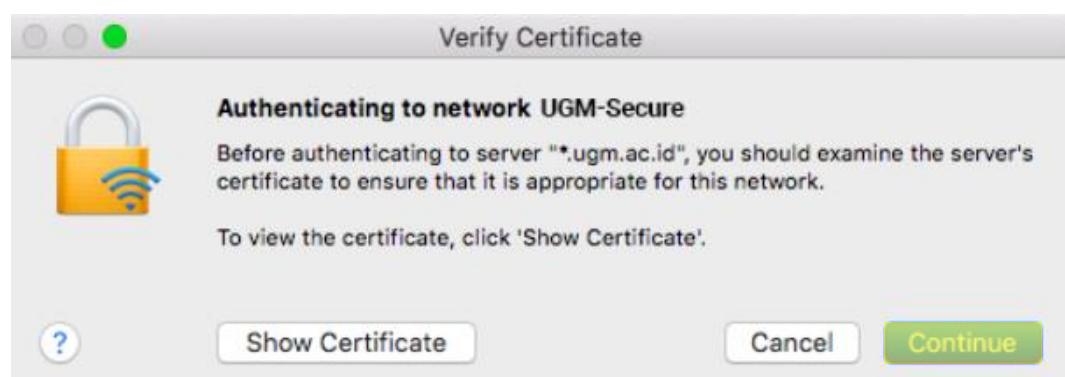 Verify Certificate
Authenticating to network UGM-Secure
Before authenticating to server "*.ugm.ac.id", you should examine the server's
certificate to ensure that it is appropriate for this network.
To view the certificate, click 'Show Certificate'.
?
Show Certificate
Cancel
Continue